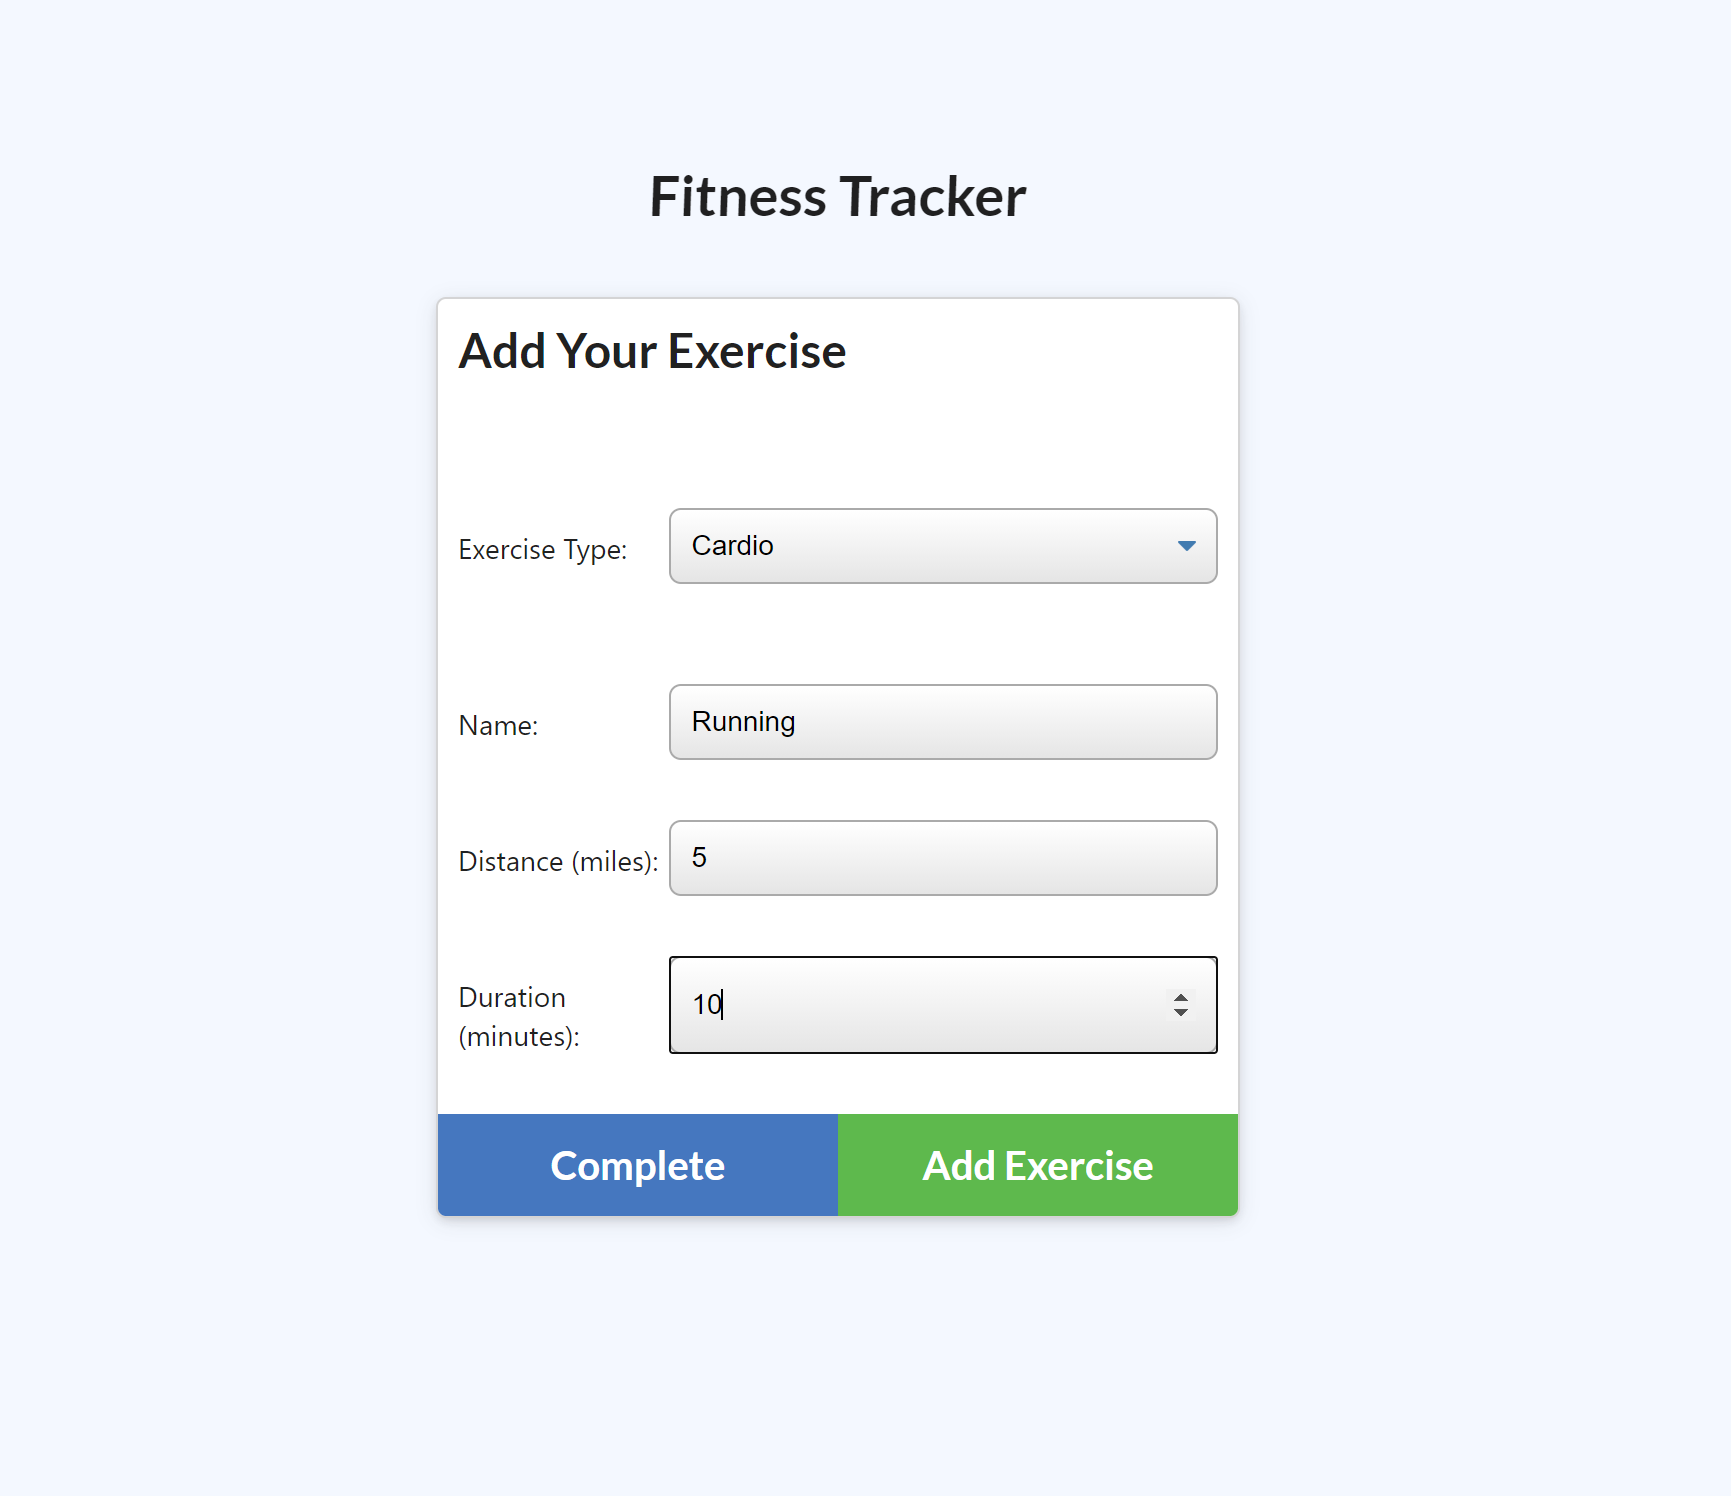 Fitness Tracker
Add Your Exercise
Exercise Type: Cardio
Name: Running
Distance (miles): 5
Duration
(minutes): 10
Complete Add Exercise